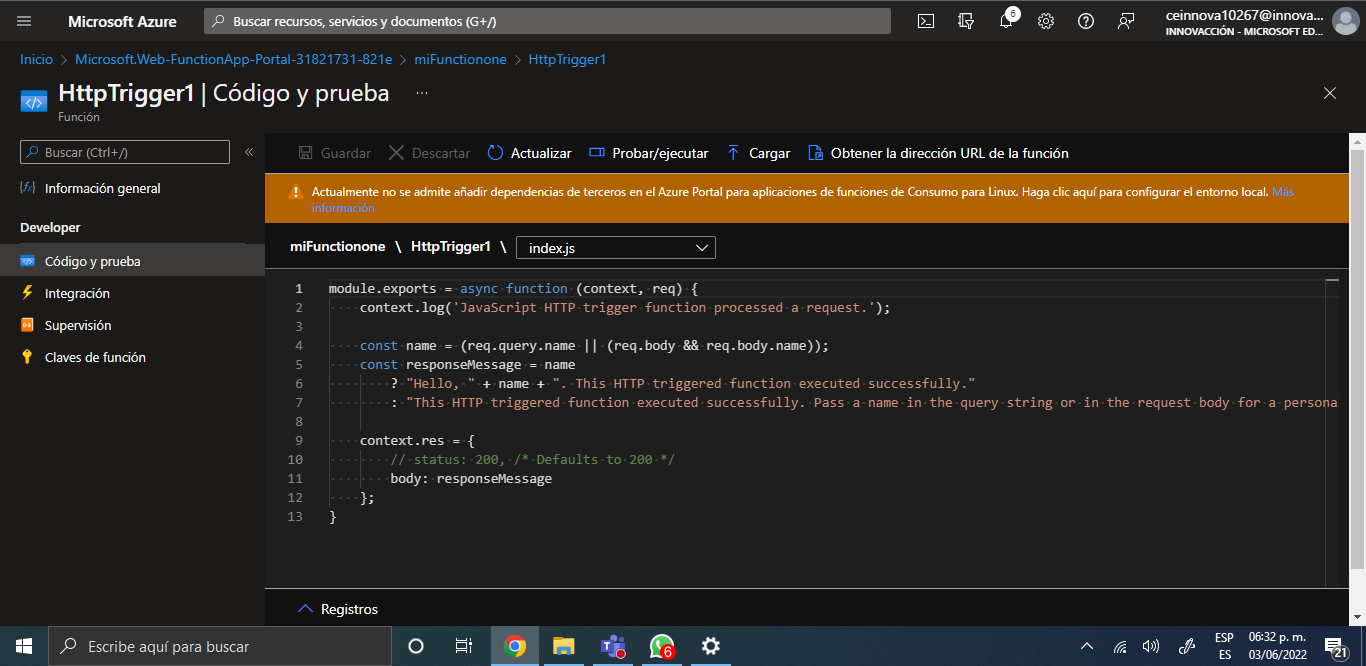 Microsoft Azure
Buscar recursos, servicios y documentos (G+/)
6
ceinnova10267@innova...
INNOVACCIÓN - MICROSOFT ED...
Inicio > Microsoft.Web-FunctionApp-Portal-31821731-821e > miFunctionone > HttpTrigger1
HttpTrigger1 | Código y prueba ...
Función
Buscar (Ctrl+/)
«
Guardar Descartar Actualizar Probar/ejecutar Cargar Obtener la dirección URL de la función
Información general
Developer
Código y prueba
Integración
Supervisión
Claves de función
Actualmente no se admite añadir dependencias de terceros en el Azure Portal para aplicaciones de funciones de Consumo para Linux. Haga clic aquí para configurar el entorno local. Más
información
miFunctionone \ HttpTrigger1 \ index.js
1 module.exports = async function (context, req) {
2 context.log('JavaScript HTTP trigger function processed a request.');
3
4 const name = (req.query.name || (req.body && req.body.name));
5 const responseMessage = name
6 ? "Hello, " + name + ". This HTTP triggered function executed successfully."
7 : "This HTTP triggered function executed successfully. Pass a name in the query string or in the request body for a persona
8
9 context.res = {
10 // status: 200, /* Defaults to 200 */
11 body: responseMessage
12 };
13 }
Registros
Escribe aquí para buscar
6
ESP
ES
06:32 p. m.
03/06/2022
21